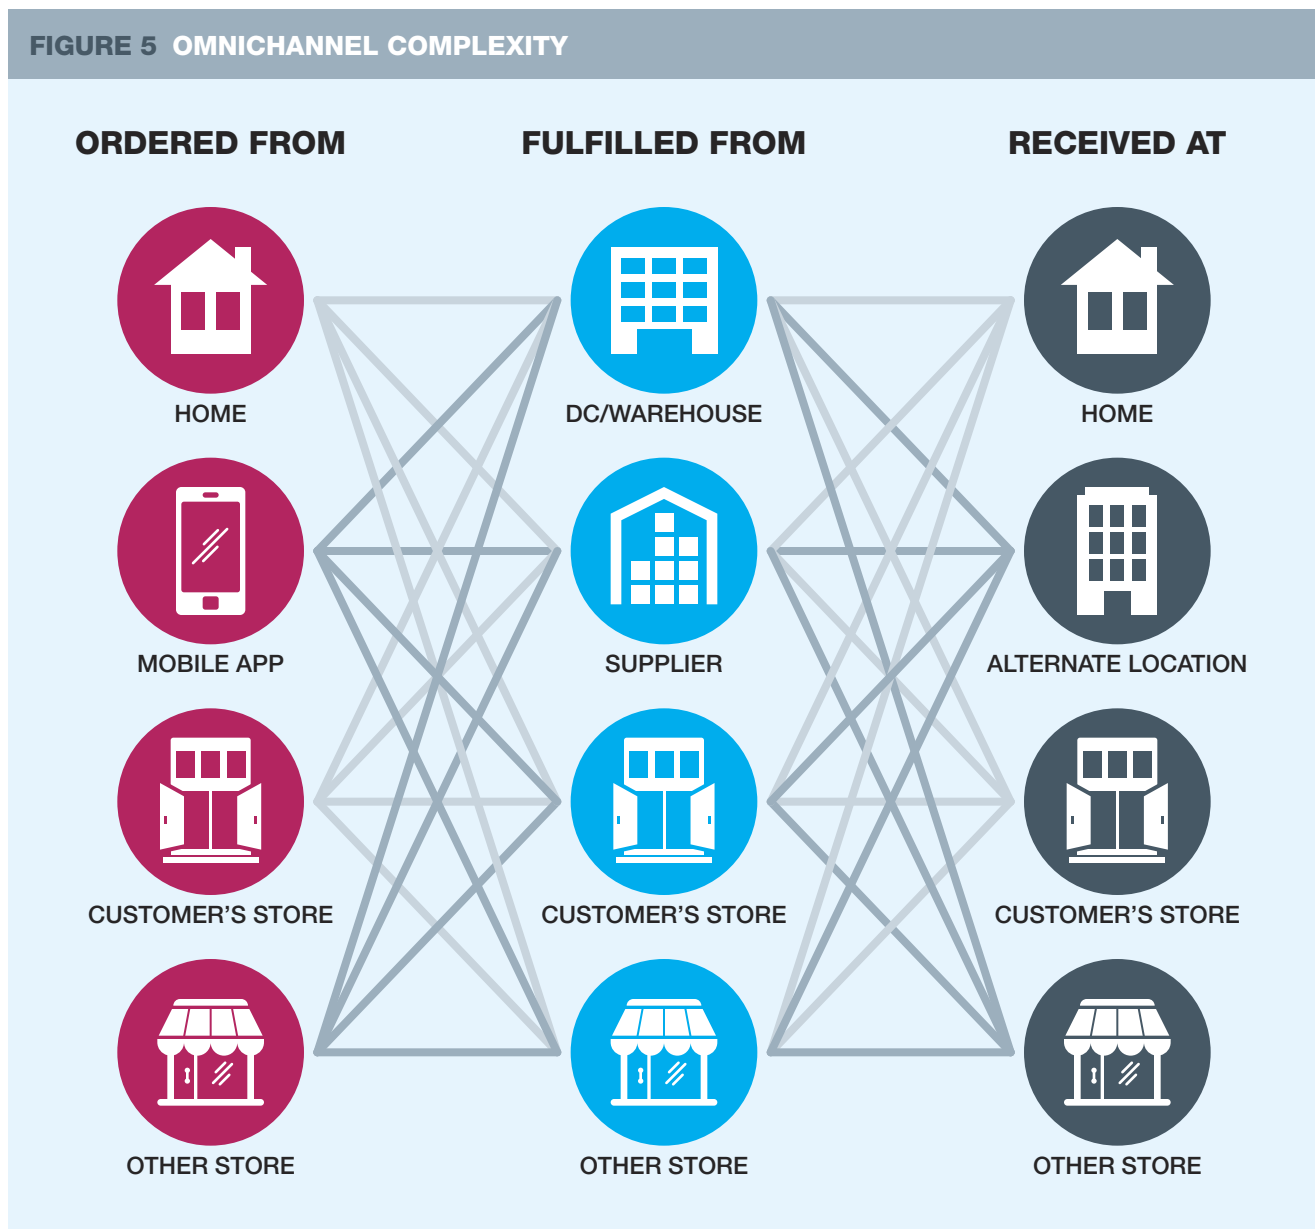 FIGURE 5 OMNICHANNEL COMPLEXITY
ORDERED FROM
FULFILLED FROM
RECEIVED AT
HOME
DC/WAREHOUSE
HOME
MOBILE APP
SUPPLIER
ALTERNATE LOCATION
CUSTOMER’S STORE
CUSTOMER’S STORE
CUSTOMER’S STORE
OTHER STORE
OTHER STORE
OTHER STORE